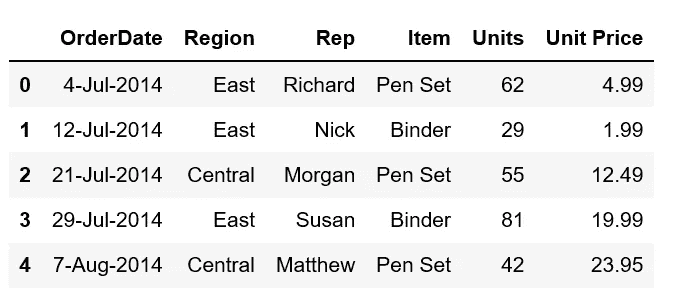 OrderDate Region Rep Item Units Unit Price
0 4-Jul-2014 East Richard Pen Set 62 4.99
1 12-Jul-2014 East Nick Binder 29 1.99
2 21-Jul-2014 Central Morgan Pen Set 55 12.49
3 29-Jul-2014 East Susan Binder 81 19.99
4 7-Aug-2014 Central Matthew Pen Set 42 23.95